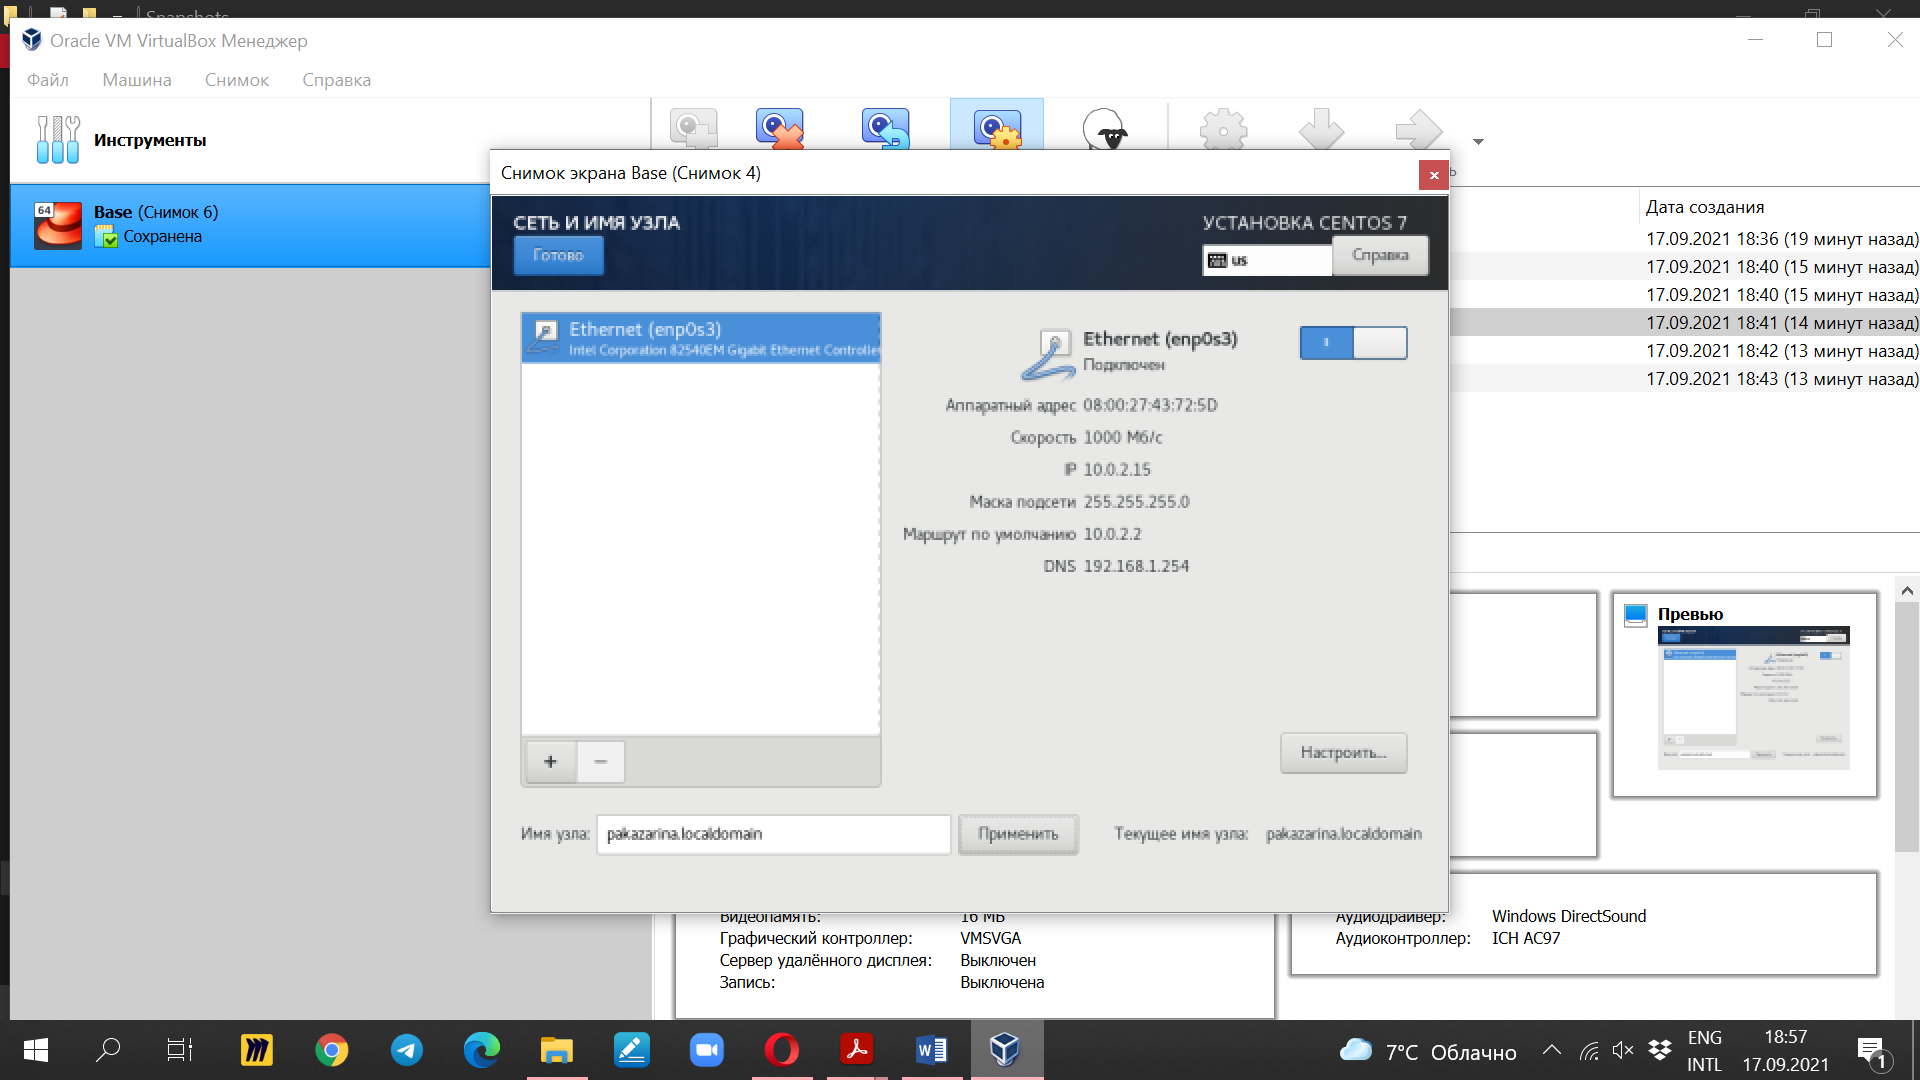 Snapshots
Oracle VM VirtualBox Менеджер
Файл Машина Снимок Справка
Инструменты
64
Base (Снимок 6)
Сохранена
Дата создания
17.09.2021 18:36 (19 минут назад)
17.09.2021 18:40 (15 минут назад)
17.09.2021 18:40 (15 минут назад)
17.09.2021 18:41 (14 минут назад)
17.09.2021 18:42 (13 минут назад)
17.09.2021 18:43 (13 минут назад)
Снимок экрана Base (Снимок 4)
СЕТЬ И ИМЯ УЗЛА
УСТАНОВКА CENTOS 7
Готово
us
Справка
Ethernet (enp0s3)
Intel Corporation 82540EM Gigabit Ethernet Controlle
Ethernet (enp0s3)
Подключен
Аппаратный адрес 08:00:27:43:72:5D
Скорость 1000 Мб/с
IP 10.0.2.15
Маска подсети 255.255.255.0
Маршрут по умолчанию 10.0.2.2
DNS 192.168.1.254
+ −
Настроить...
Имя узла: pakazarina.localdomain Применить Текущее имя узла: pakazarina.localdomain
Превью
Видеопамять: 16 МБ
Графический контроллер: VMSVGA
Сервер удалённого дисплея: Выключен
Запись: Выключена
Аудиодрайвер: Windows DirectSound
Аудиоконтроллер: ICH AC97
7°C Облачно
ENG
INTL
18:57
17.09.2021
1